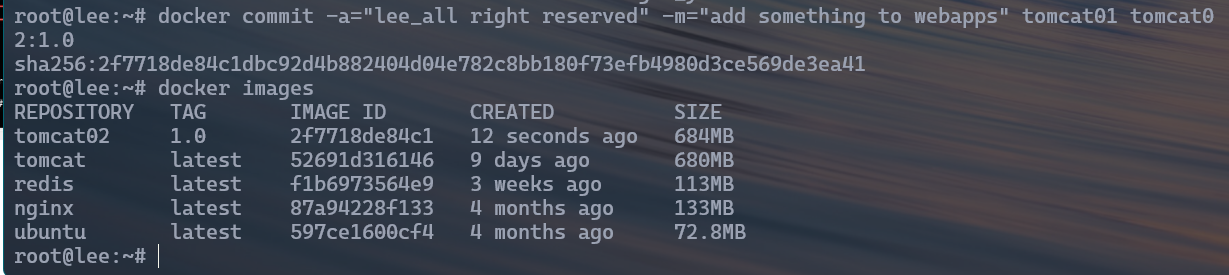 root@lee:~# docker commit -a="lee_all right reserved" -m="add something to webapps" tomcat01 tomcat0
2:1.0
sha256:2f7718de84c1dbc92d4b882404d04e782c8bb180f73efb4980d3ce569de3ea41
root@lee:~# docker images
REPOSITORY   TAG       IMAGE ID       CREATED          SIZE
tomcat02     1.0       2f7718de84c1   12 seconds ago   684MB
tomcat       latest    52691d316146   9 days ago       680MB
redis        latest    f1b6973564e9   3 weeks ago      113MB
nginx        latest    87a94228f133   4 months ago     133MB
ubuntu       latest    597ce1600cf4   4 months ago     72.8MB
root@lee:~#